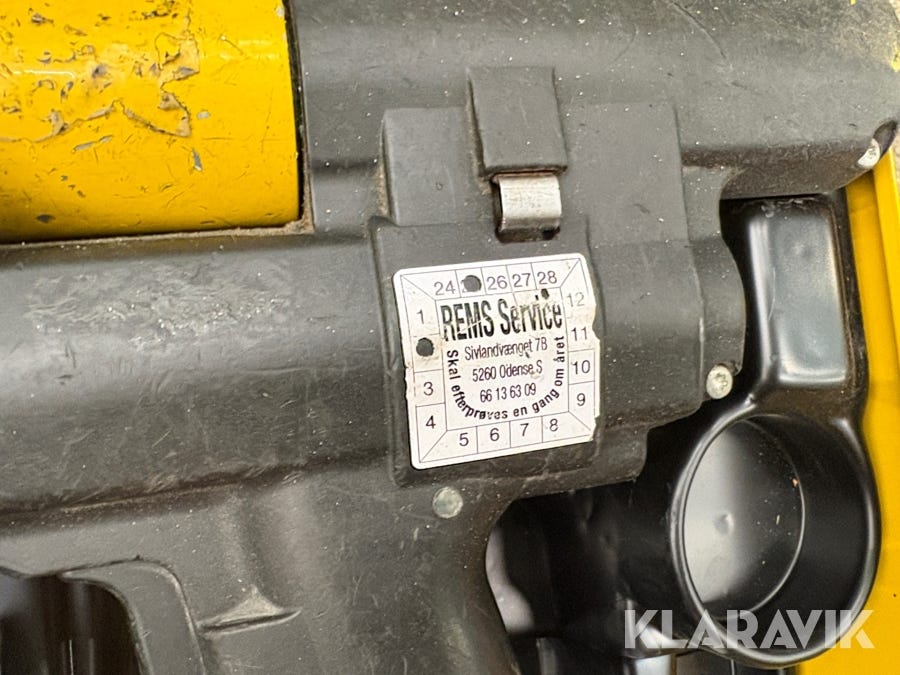 24 26 27 28
1 12
REMS Service
11
Sivlandvænget 7B
5260 Odense S
10
3
66 13 63 09
9
Skal efterprøves en gang om året
4 5 6 7 8
KLARAVIK